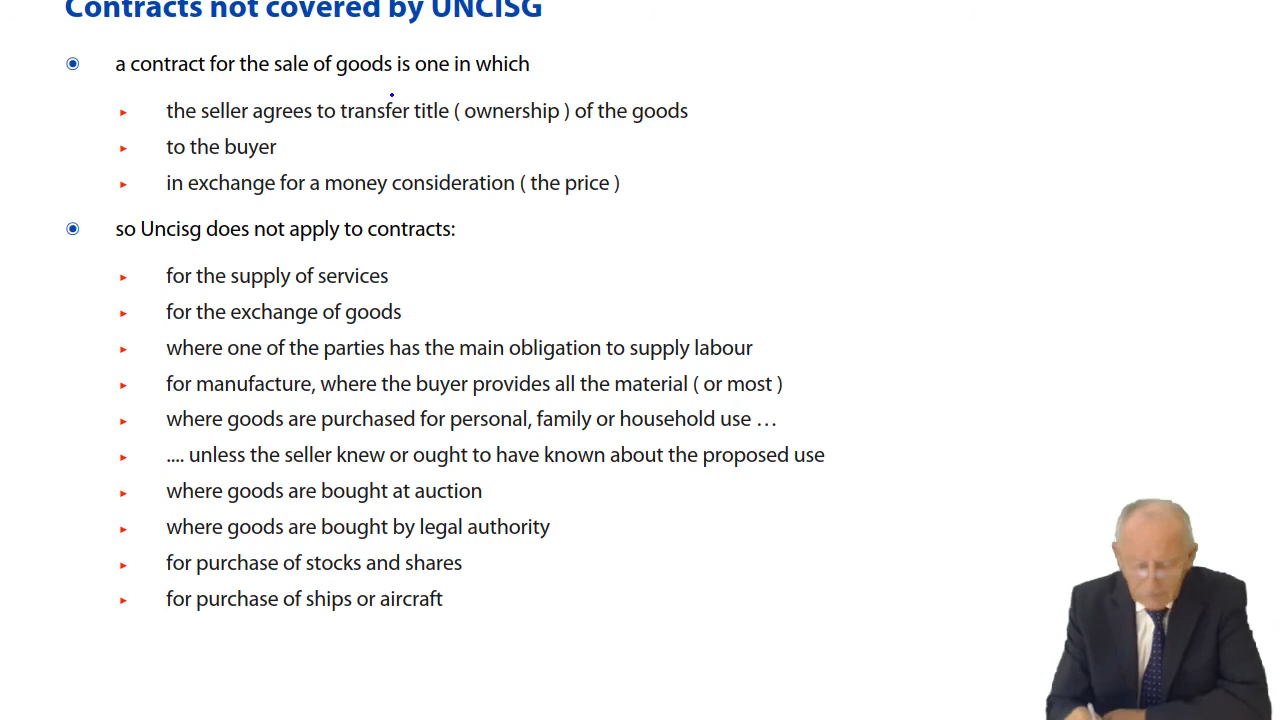 Contracts not covered by UNCISG
a contract for the sale of goods is one in which
the seller agrees to transfer title ( ownership ) of the goods
to the buyer
in exchange for a money consideration ( the price )
so Uncisg does not apply to contracts:
for the supply of services
for the exchange of goods
where one of the parties has the main obligation to supply labour
for manufacture, where the buyer provides all the material ( or most )
where goods are purchased for personal, family or household use …
.... unless the seller knew or ought to have known about the proposed use
where goods are bought at auction
where goods are bought by legal authority
for purchase of stocks and shares
for purchase of ships or aircraft